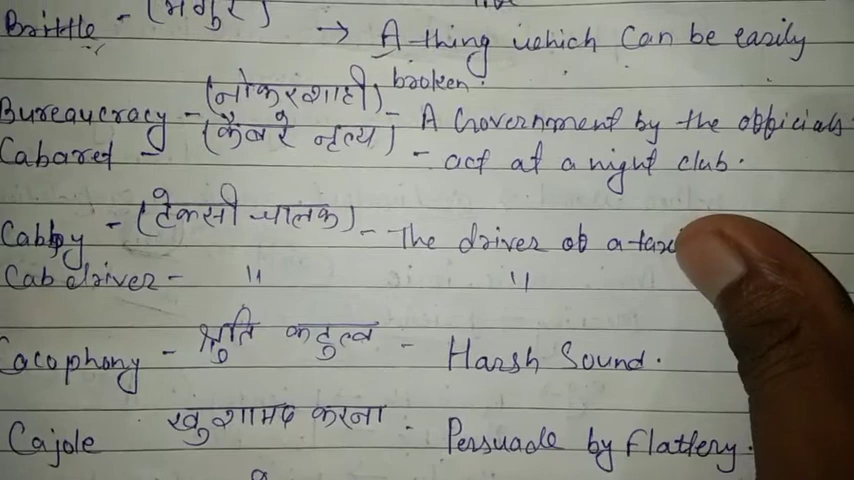 Brittle - (भंगुर)
→ A thing which can be easily
broken.
Bureaucracy - (नोकरशाही) - A Government by the officials.
Cabaret - (कैबरे नृत्य) - act at a night club.
Cabby - (टेकसी चालक) - The driver of a taxi
Cab driver - " "
Cacophony - श्रुति कटुत्व - Harsh Sound.
Cajole खुशामद करना - Persuade by Flattery.